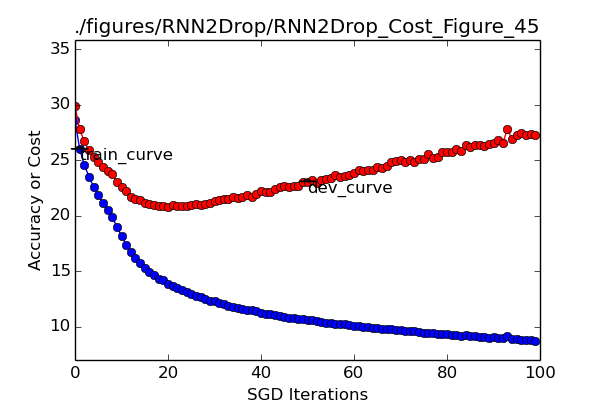 ./figures/RNN2Drop/RNN2Drop_Cost_Figure_45
35
30
25
20
15
10
Accuracy or Cost
train_curve
dev_curve
0 20 40 60 80 100
SGD Iterations